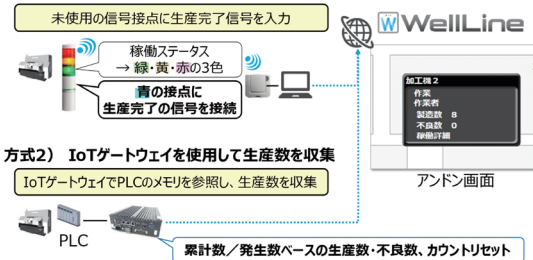 未使用の信号接点に生産完了信号を入力
WellLine
稼働ステータス
→ 緑・黄・赤の3色
青の接点に
生産完了の信号を接続
加工機2
作業
作業者
製造数 8
不良数 0
稼働詳細
アンドン画面
方式2） IoTゲートウェイを使用して生産数を収集
IoTゲートウェイでPLCのメモリを参照し、生産数を収集
PLC
累計数／発生数ベースの生産数・不良数、カウントリセット